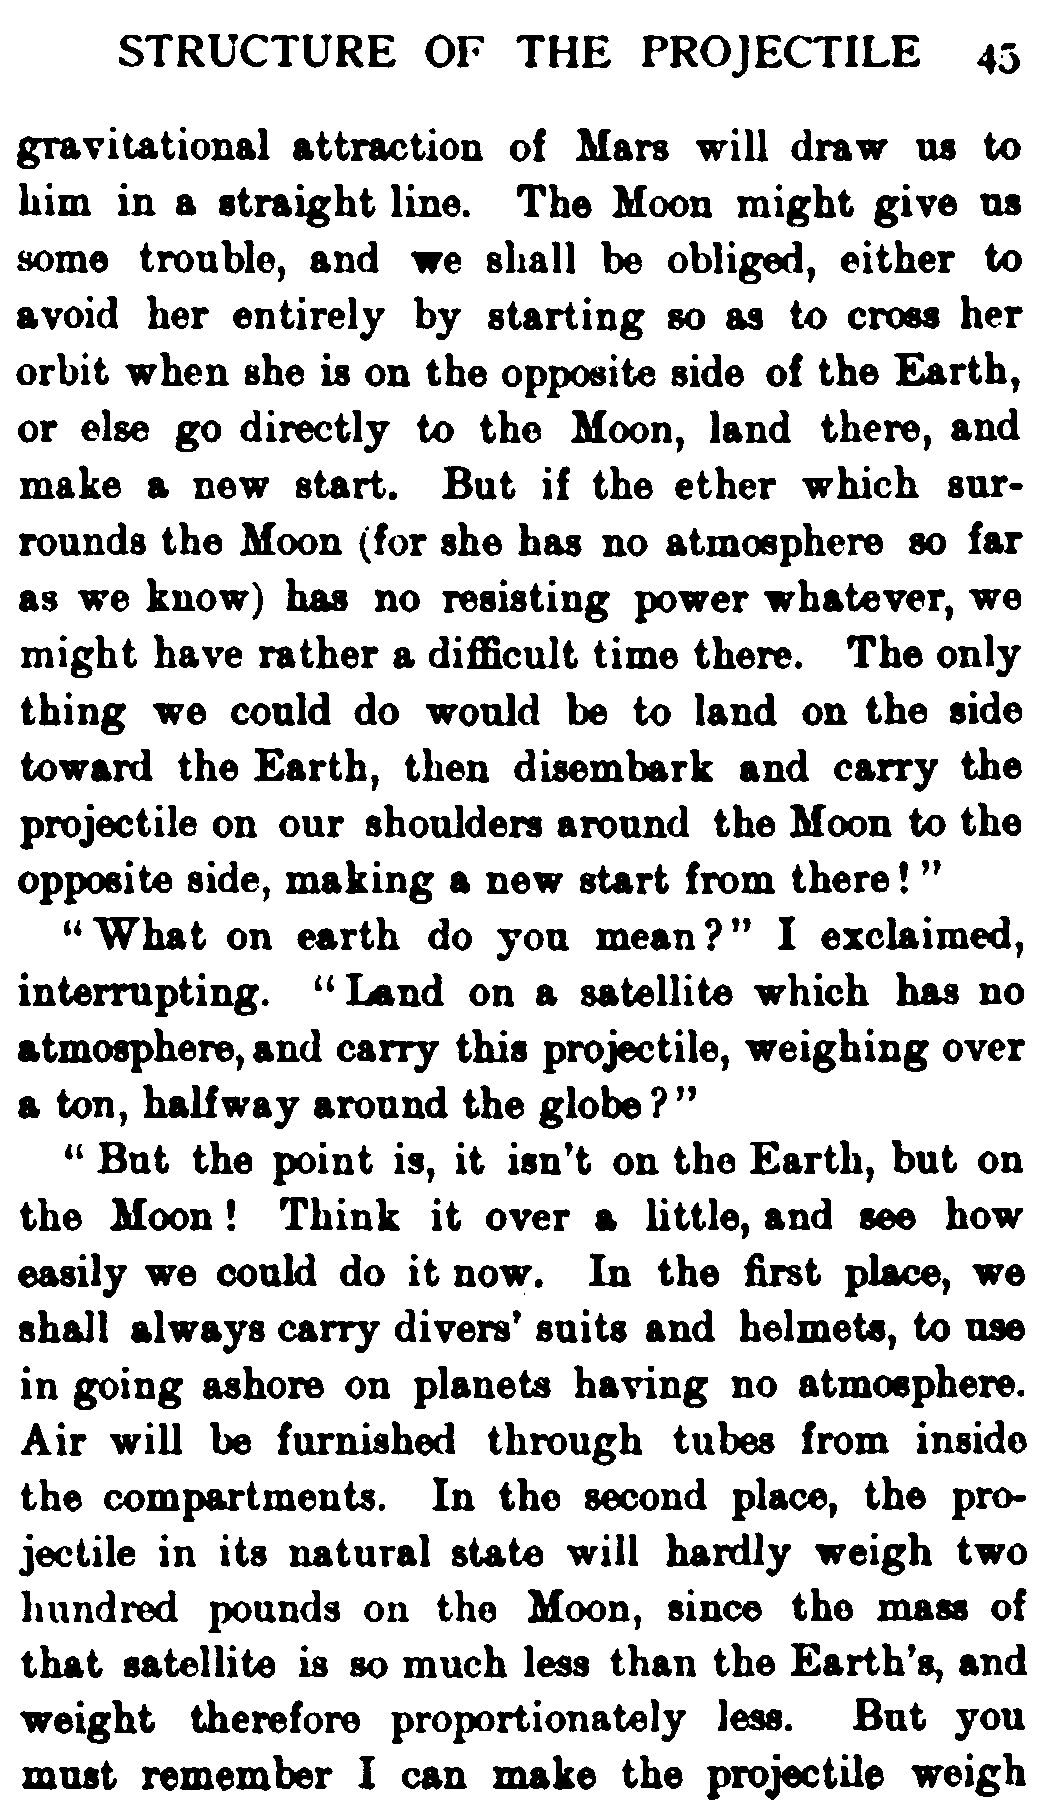 STRUCTURE OF THE PROJECTILE 45
gravitational attraction of Mars will draw us to
him in a straight line. The Moon might give us
some trouble, and we shall be obliged, either to
avoid her entirely by starting so as to cross her
orbit when she is on the opposite side of the Earth,
or else go directly to the Moon, land there, and
make a new start. But if the ether which sur-
rounds the Moon (for she has no atmosphere so far
as we know) has no resisting power whatever, we
might have rather a difficult time there. The only
thing we could do would be to land on the side
toward the Earth, then disembark and carry the
projectile on our shoulders around the Moon to the
opposite side, making a new start from there!"
"What on earth do you mean?" I exclaimed,
interrupting. "Land on a satellite which has no
atmosphere, and carry this projectile, weighing over
a ton, halfway around the globe?"
"But the point is, it isn't on the Earth, but on
the Moon! Think it over a little, and see how
easily we could do it now. In the first place, we
shall always carry divers' suits and helmets, to use
in going ashore on planets having no atmosphere.
Air will be furnished through tubes from inside
the compartments. In the second place, the pro-
jectile in its natural state will hardly weigh two
hundred pounds on the Moon, since the mass of
that satellite is so much less than the Earth's, and
weight therefore proportionately less. But you
must remember I can make the projectile weigh